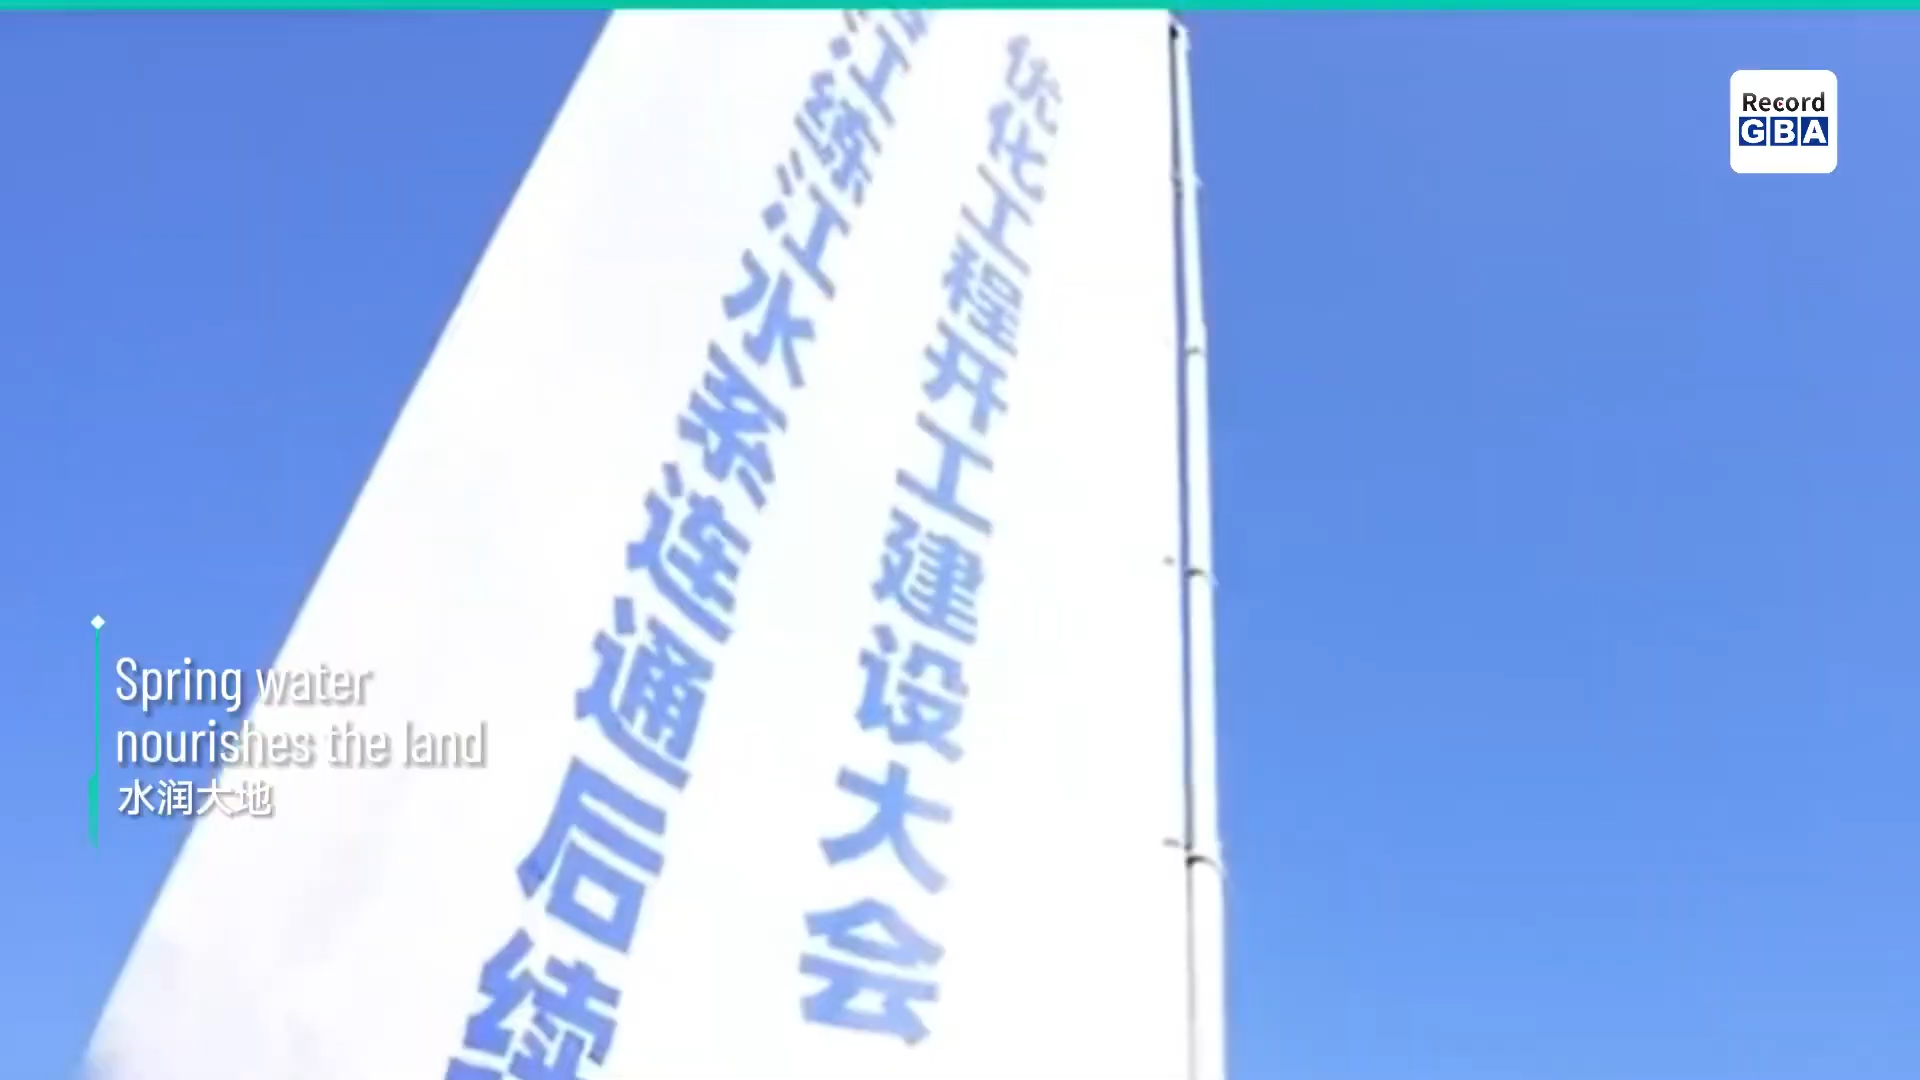 Record
GBA
江练江水系连通后续
优化工程开工建设大会
Spring water
nourishes the land
水润大地